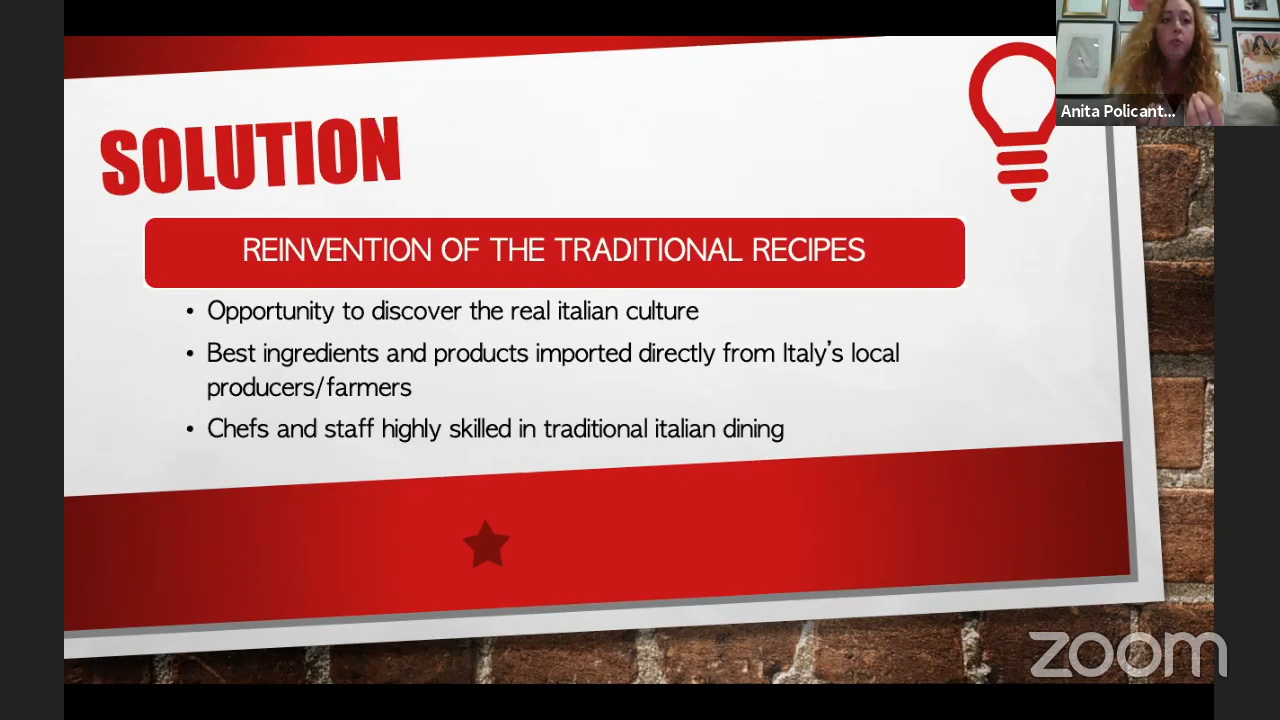 SOLUTION
REINVENTION OF THE TRADITIONAL RECIPES
• Opportunity to discover the real italian culture
• Best ingredients and products imported directly from Italy's local
producers/farmers
• Chefs and staff highly skilled in traditional italian dining
Anita Policant...
zoom